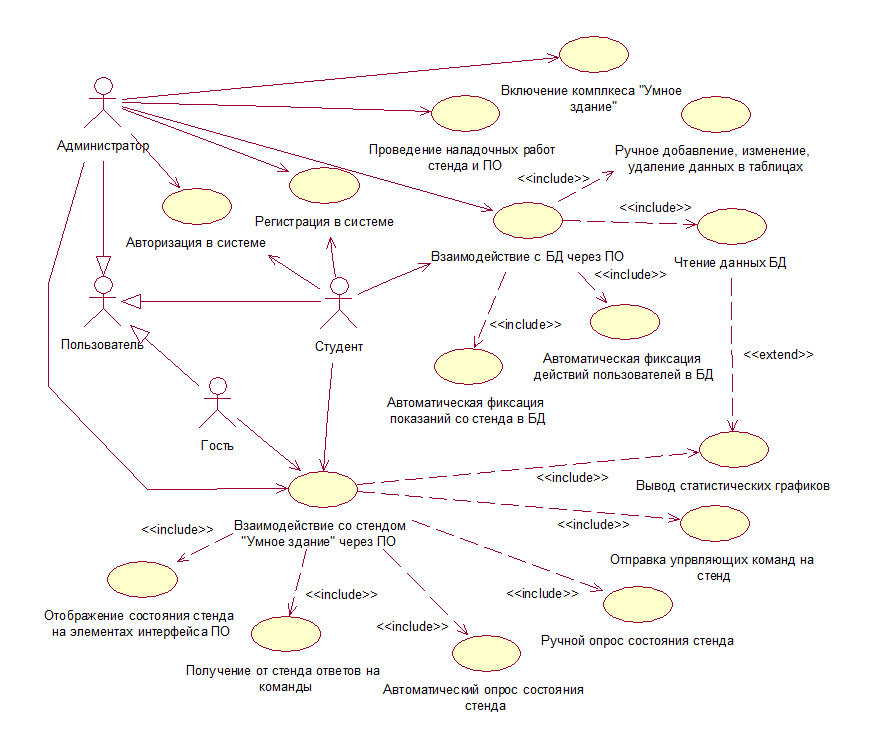 Включение комплкеса "Умное
здание"
Администратор
Проведение наладочных работ
стенда и ПО
Ручное добавление, изменение,
удаление данных в таблицах
<<include>>
<<include>>
Регистрация в системе
Авторизация в системе
Взаимодействие с БД через ПО
Чтение данных БД
<<include>>
<<include>>
Пользователь
Студент
Автоматическая фиксация
действий пользователей в БД
<<extend>>
Автоматическая фиксация
показаний со стенда в БД
Гость
<<include>>
Вывод статистических графиков
<<include>>
Взаимодействие со стендом
"Умное здание" через ПО
<<include>>
Отправка упрвляющих команд на
стенд
<<include>>
<<include>>
Отображение состояния стенда
на элементах интерфейса ПО
<<include>>
Ручной опрос состояния стенда
Получение от стенда ответов на
команды
Автоматический опрос состояния
стенда